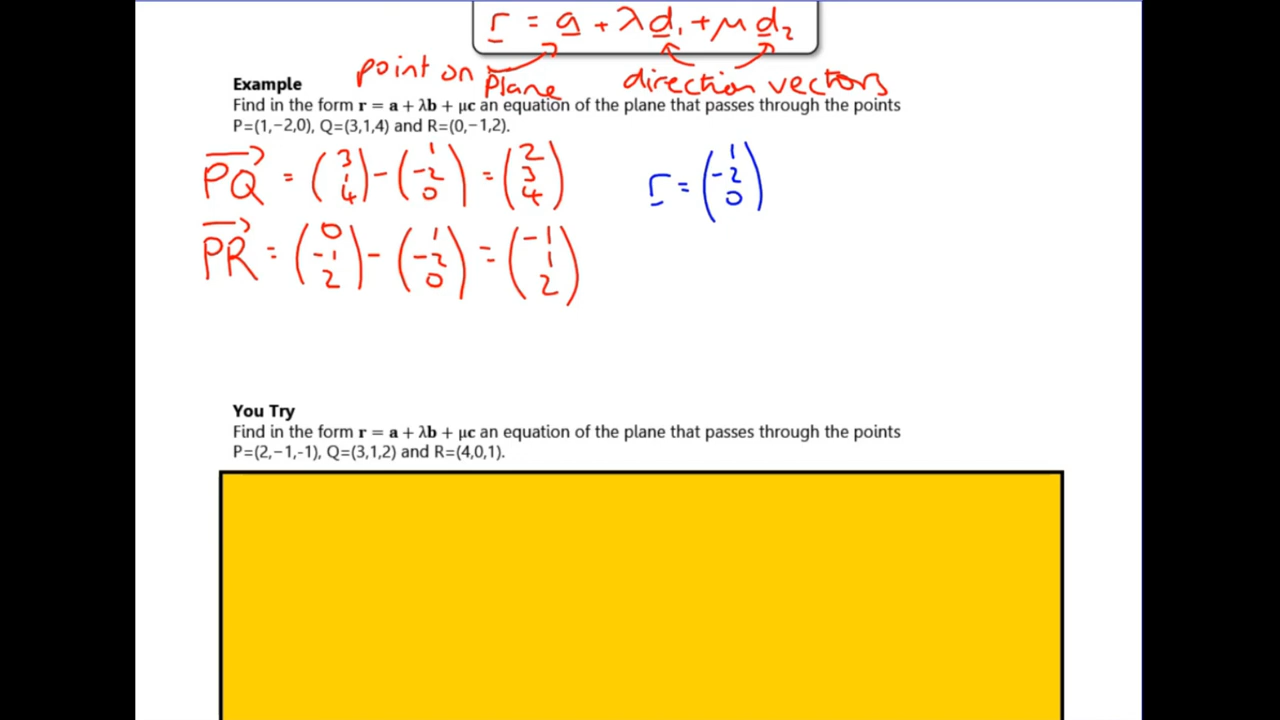 r = a + λd₁ + μd₂
point on plane direction vectors
Example
Find in the form r = a + λb + μc an equation of the plane that passes through the points
P=(1,−2,0), Q=(3,1,4) and R=(0,−1,2).
PQ = (3 1 4) − (1 −2 0) = (2 3 4) r = (1 −2 0)
PR = (0 −1 2) − (1 −2 0) = (−1 1 2)
You Try
Find in the form r = a + λb + μc an equation of the plane that passes through the points
P=(2,−1,-1), Q=(3,1,2) and R=(4,0,1).